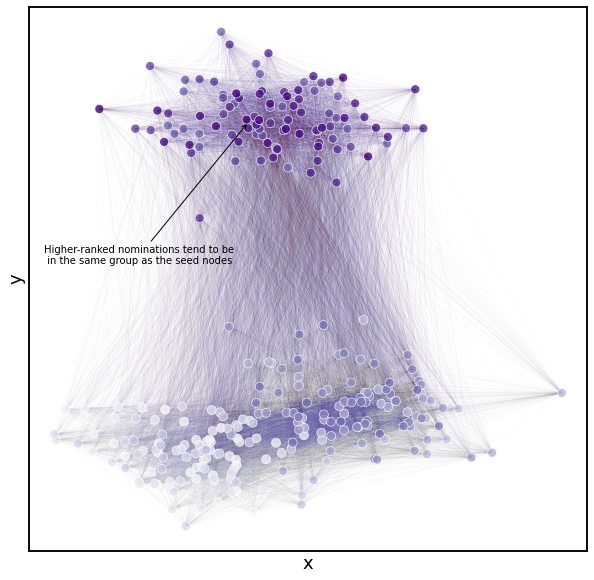 Higher-ranked nominations tend to be
in the same group as the seed nodes
y
x